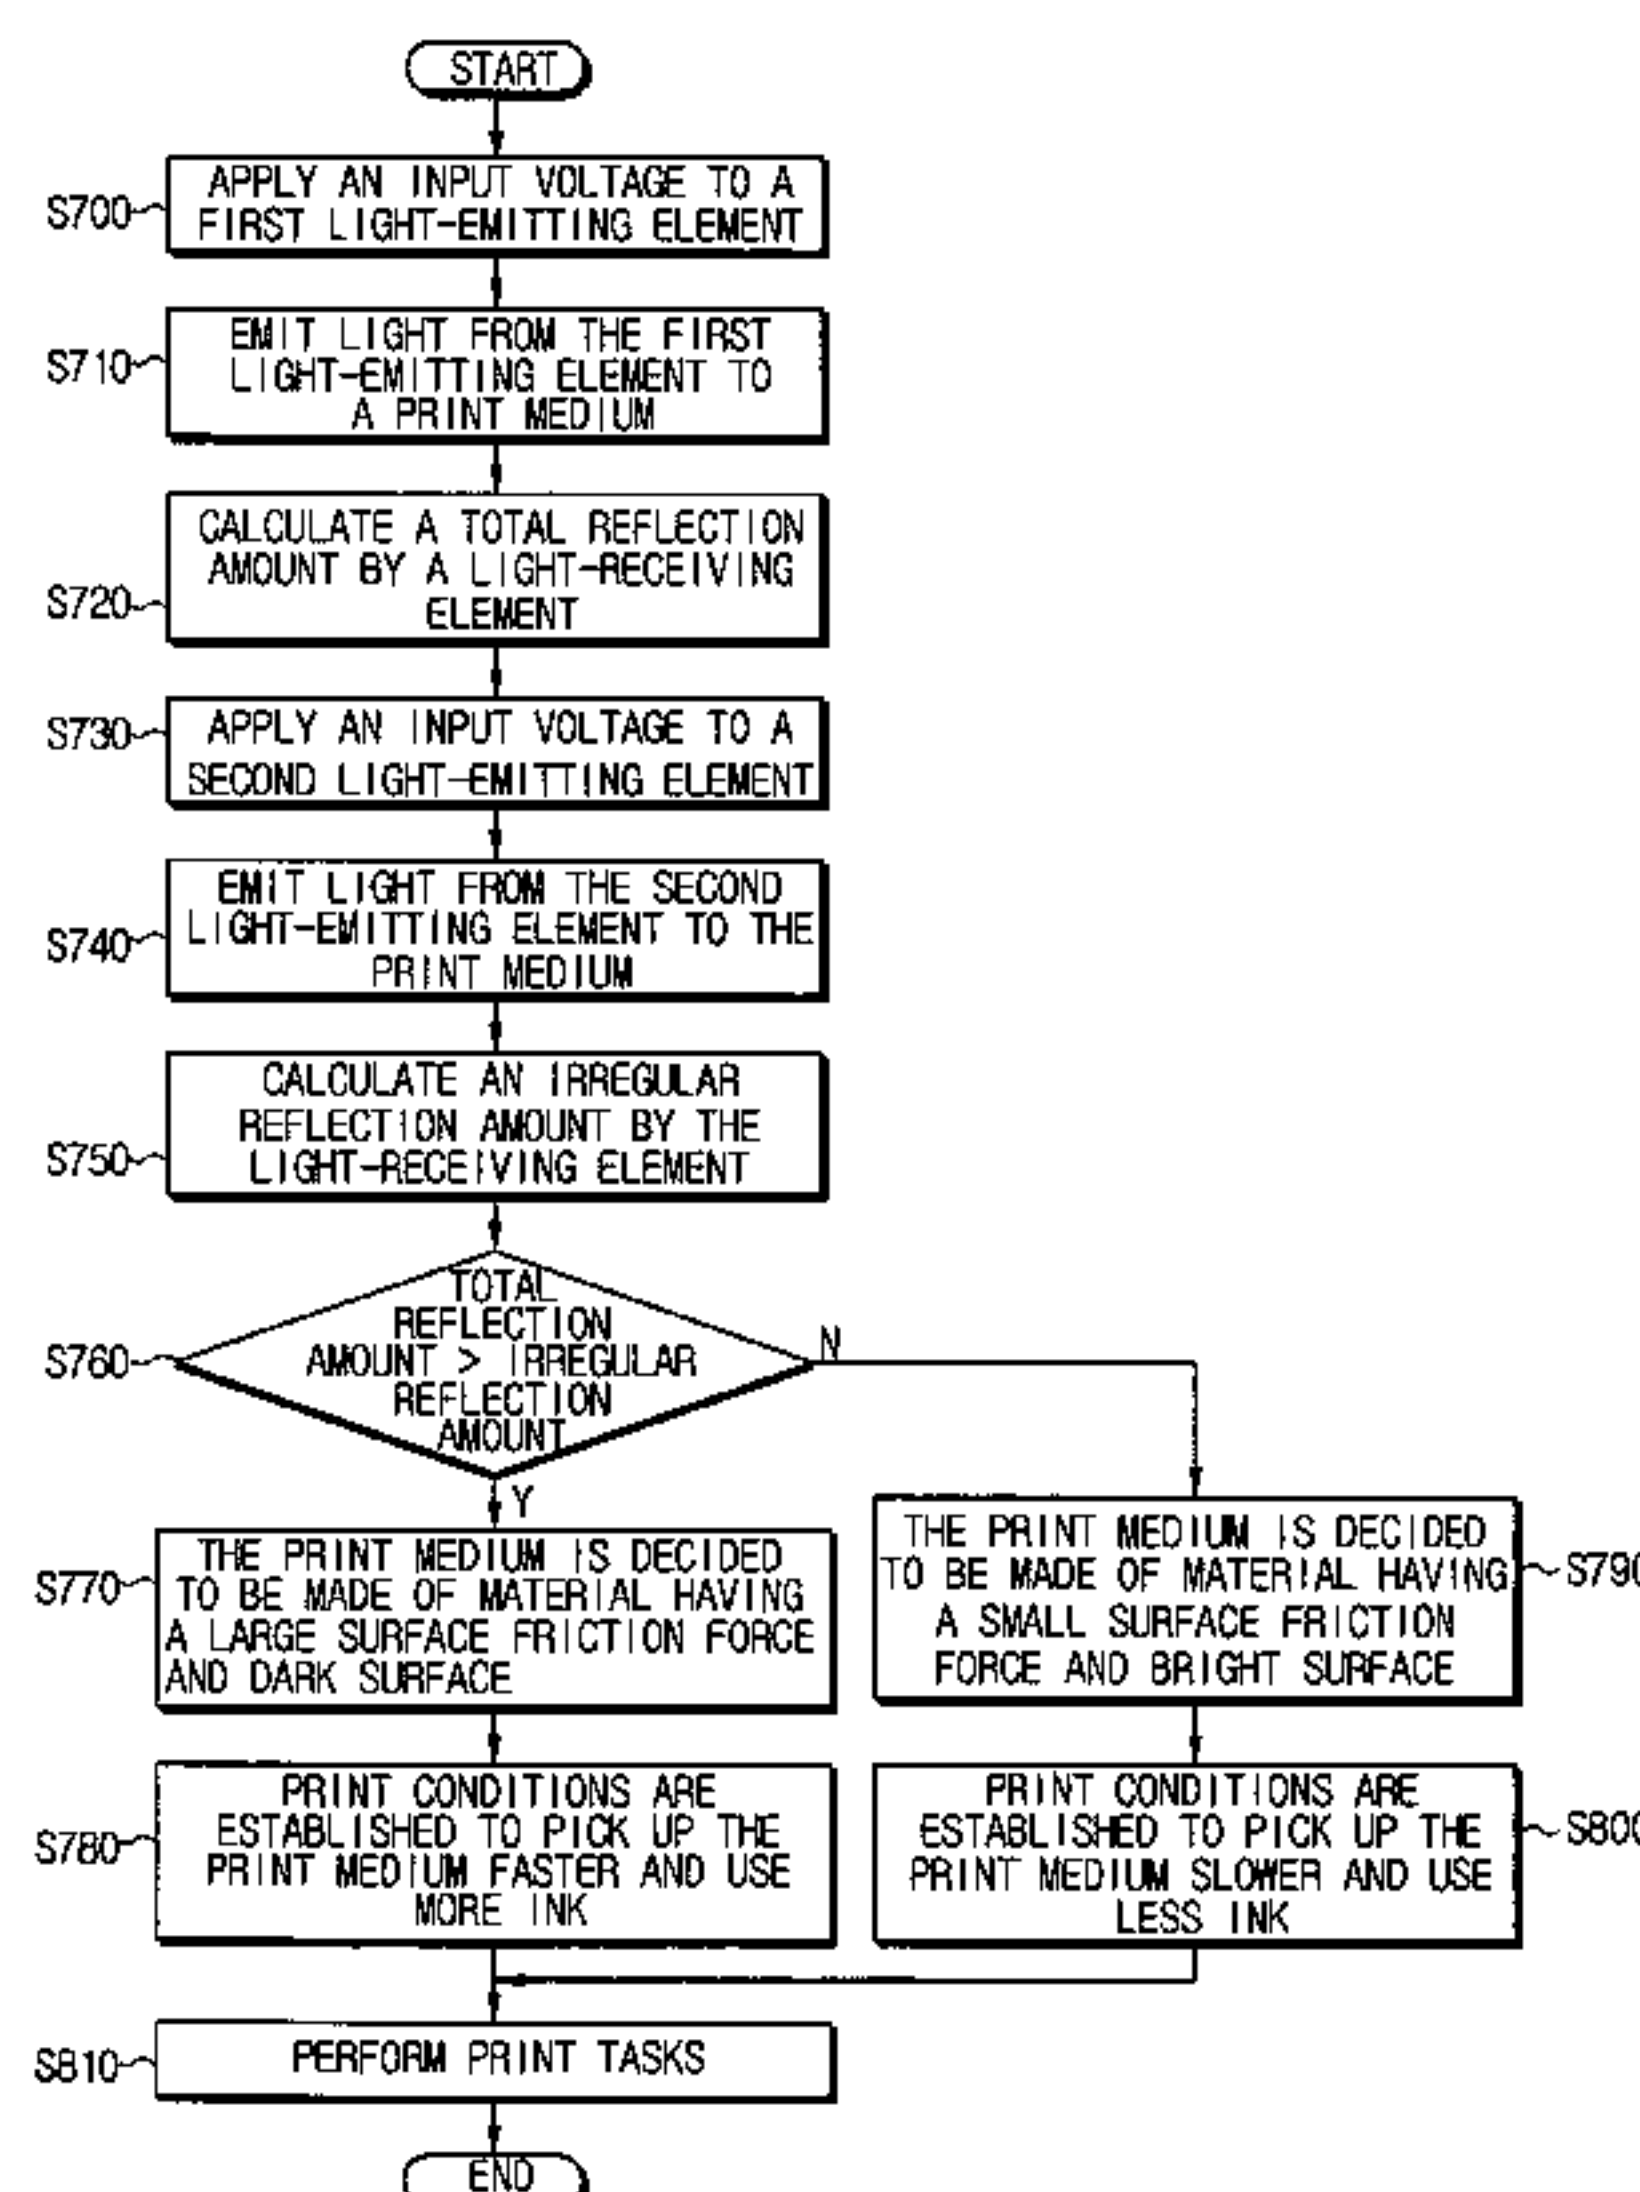 START
S700
APPLY AN INPUT VOLTAGE TO A
FIRST LIGHT-EMITTING ELEMENT
S710
EMIT LIGHT FROM THE FIRST
LIGHT-EMITTING ELEMENT TO
A PRINT MEDIUM
S720
CALCULATE A TOTAL REFLECTION
AMOUNT BY A LIGHT-RECEIVING
ELEMENT
S730
APPLY AN INPUT VOLTAGE TO A
SECOND LIGHT-EMITTING ELEMENT
S740
EMIT LIGHT FROM THE SECOND
LIGHT-EMITTING ELEMENT TO THE
PRINT MEDIUM
S750
CALCULATE AN IRREGULAR
REFLECTION AMOUNT BY THE
LIGHT-RECEIVING ELEMENT
S760
TOTAL
REFLECTION
AMOUNT > IRREGULAR
REFLECTION
AMOUNT
N
Y
S770
THE PRINT MEDIUM IS DECIDED
TO BE MADE OF MATERIAL HAVING
A LARGE SURFACE FRICTION FORCE
AND DARK SURFACE
THE PRINT MEDIUM IS DECIDED
TO BE MADE OF MATERIAL HAVING
A SMALL SURFACE FRICTION
FORCE AND BRIGHT SURFACE
S790
S780
PRINT CONDITIONS ARE
ESTABLISHED TO PICK UP THE
PRINT MEDIUM FASTER AND USE
MORE INK
PRINT CONDITIONS ARE
ESTABLISHED TO PICK UP THE
PRINT MEDIUM SLOWER AND USE
LESS INK
S800
S810
PERFORM PRINT TASKS
END